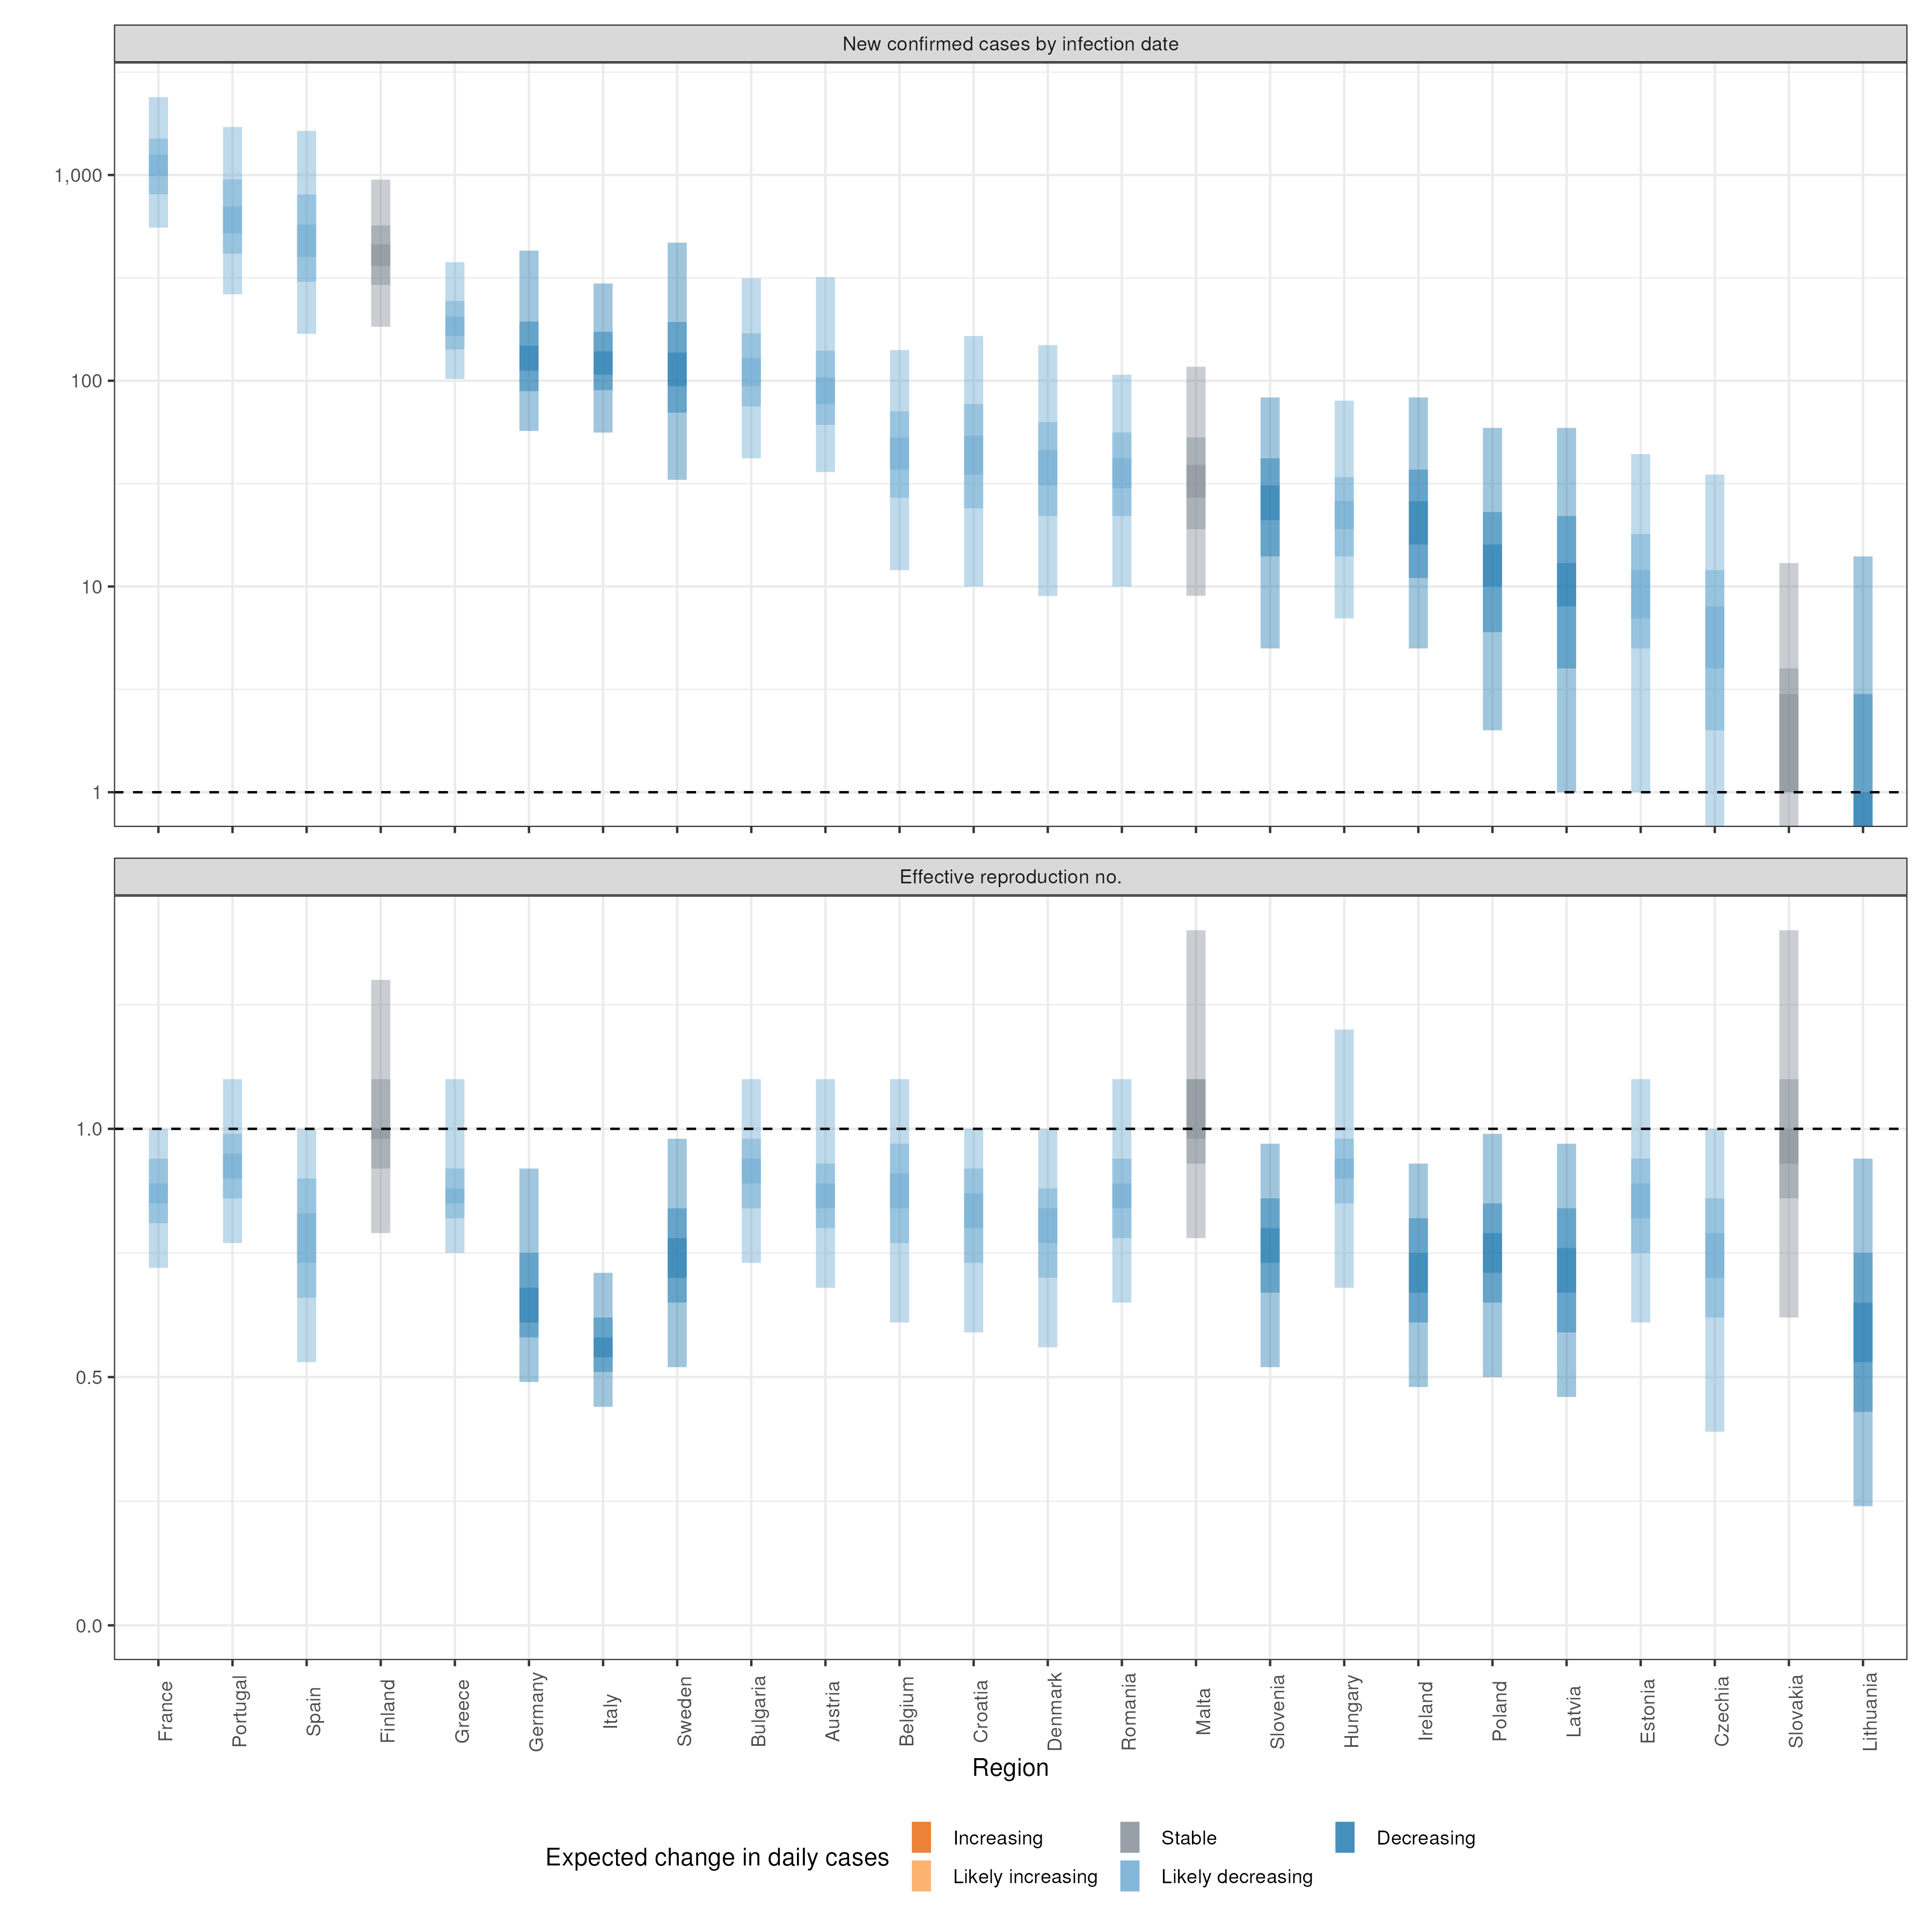 New confirmed cases by infection date
1,000
100
10
1
Effective reproduction no.
1.0
0.5
0.0
France
Portugal
Spain
Finland
Greece
Germany
Italy
Sweden
Bulgaria
Austria
Belgium
Croatia
Denmark
Romania
Malta
Slovenia
Hungary
Ireland
Poland
Latvia
Estonia
Czechia
Slovakia
Lithuania
Region
Expected change in daily cases
Increasing
Stable
Decreasing
Likely increasing
Likely decreasing